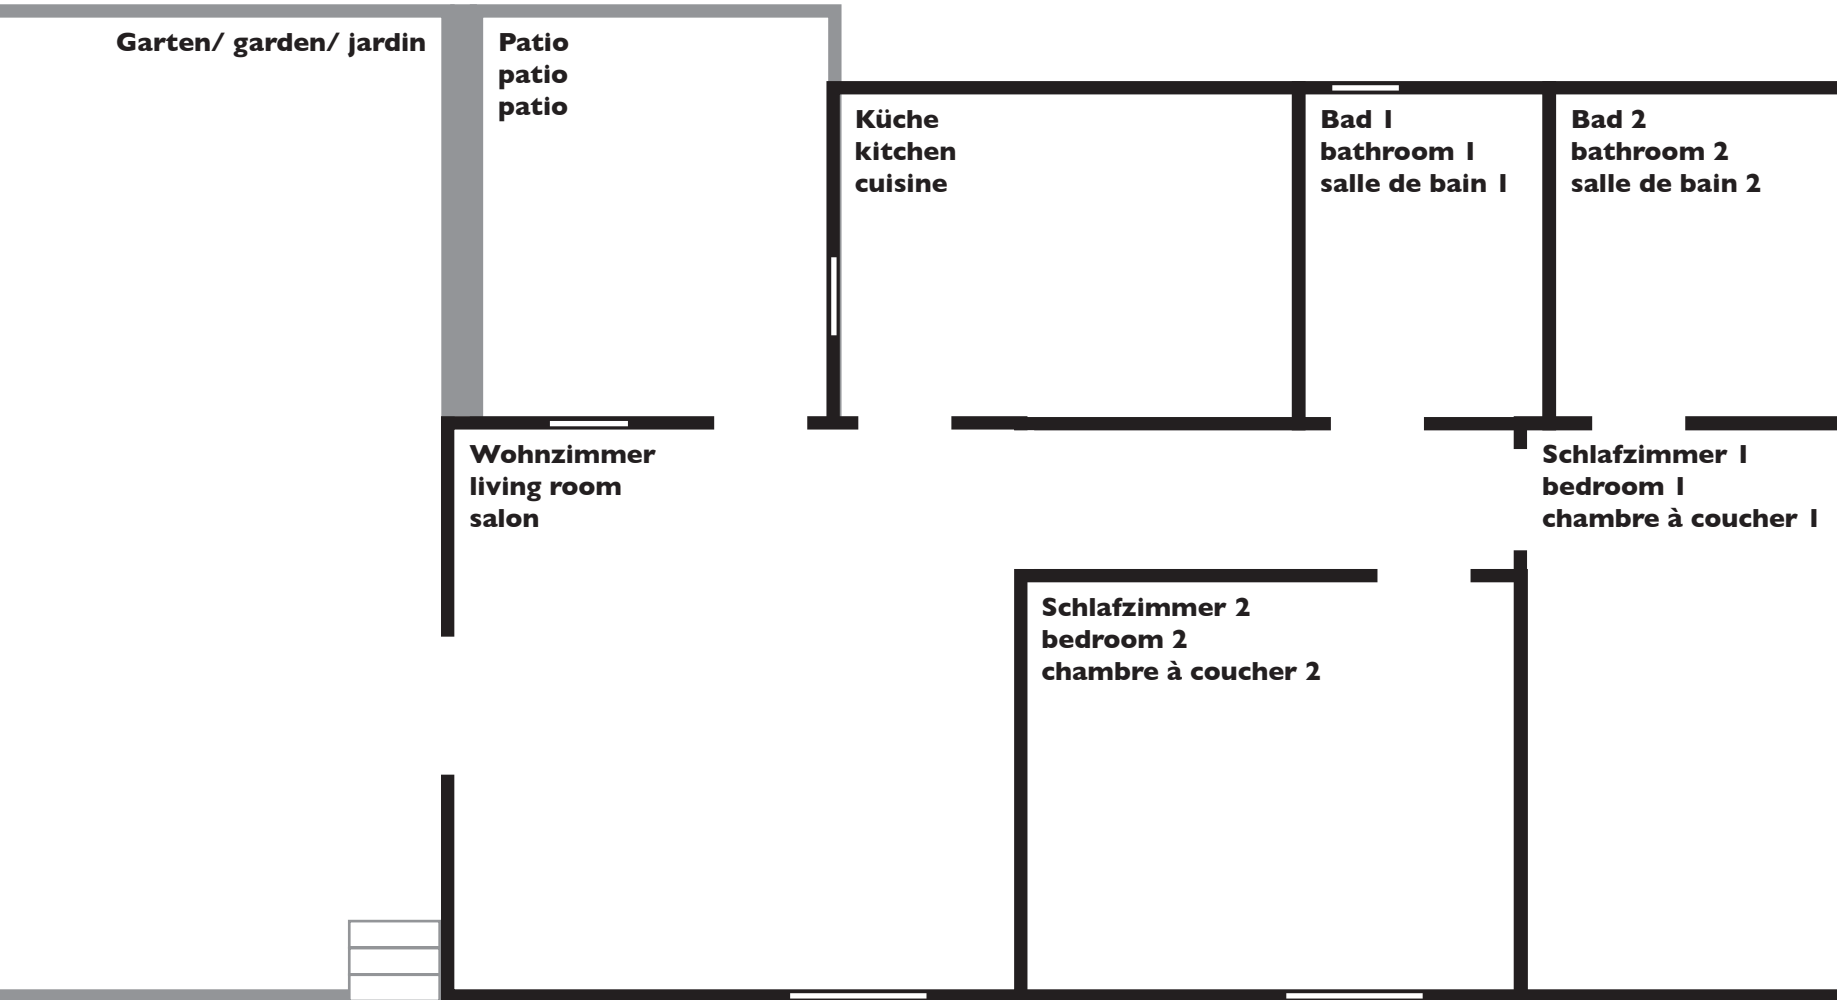 Garten/ garden/ jardin
Patio
patio
patio
Küche
kitchen
cuisine
Bad 1
bathroom 1
salle de bain 1
Bad 2
bathroom 2
salle de bain 2
Wohnzimmer
living room
salon
Schlafzimmer 1
bedroom 1
chambre à coucher 1
Schlafzimmer 2
bedroom 2
chambre à coucher 2